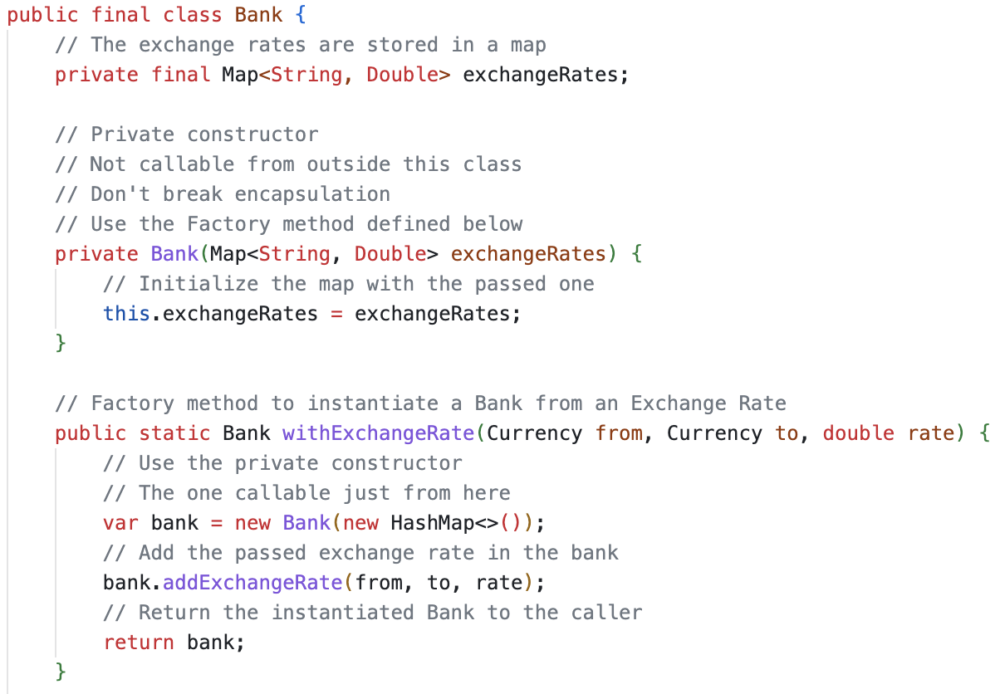 public final class Bank {
    // The exchange rates are stored in a map
    private final Map<String, Double> exchangeRates;

    // Private constructor
    // Not callable from outside this class
    // Don't break encapsulation
    // Use the Factory method defined below
    private Bank(Map<String, Double> exchangeRates) {
        // Initialize the map with the passed one
        this.exchangeRates = exchangeRates;
    }

    // Factory method to instantiate a Bank from an Exchange Rate
    public static Bank withExchangeRate(Currency from, Currency to, double rate) {
        // Use the private constructor
        // The one callable just from here
        var bank = new Bank(new HashMap<>());
        // Add the passed exchange rate in the bank
        bank.addExchangeRate(from, to, rate);
        // Return the instantiated Bank to the caller
        return bank;
    }